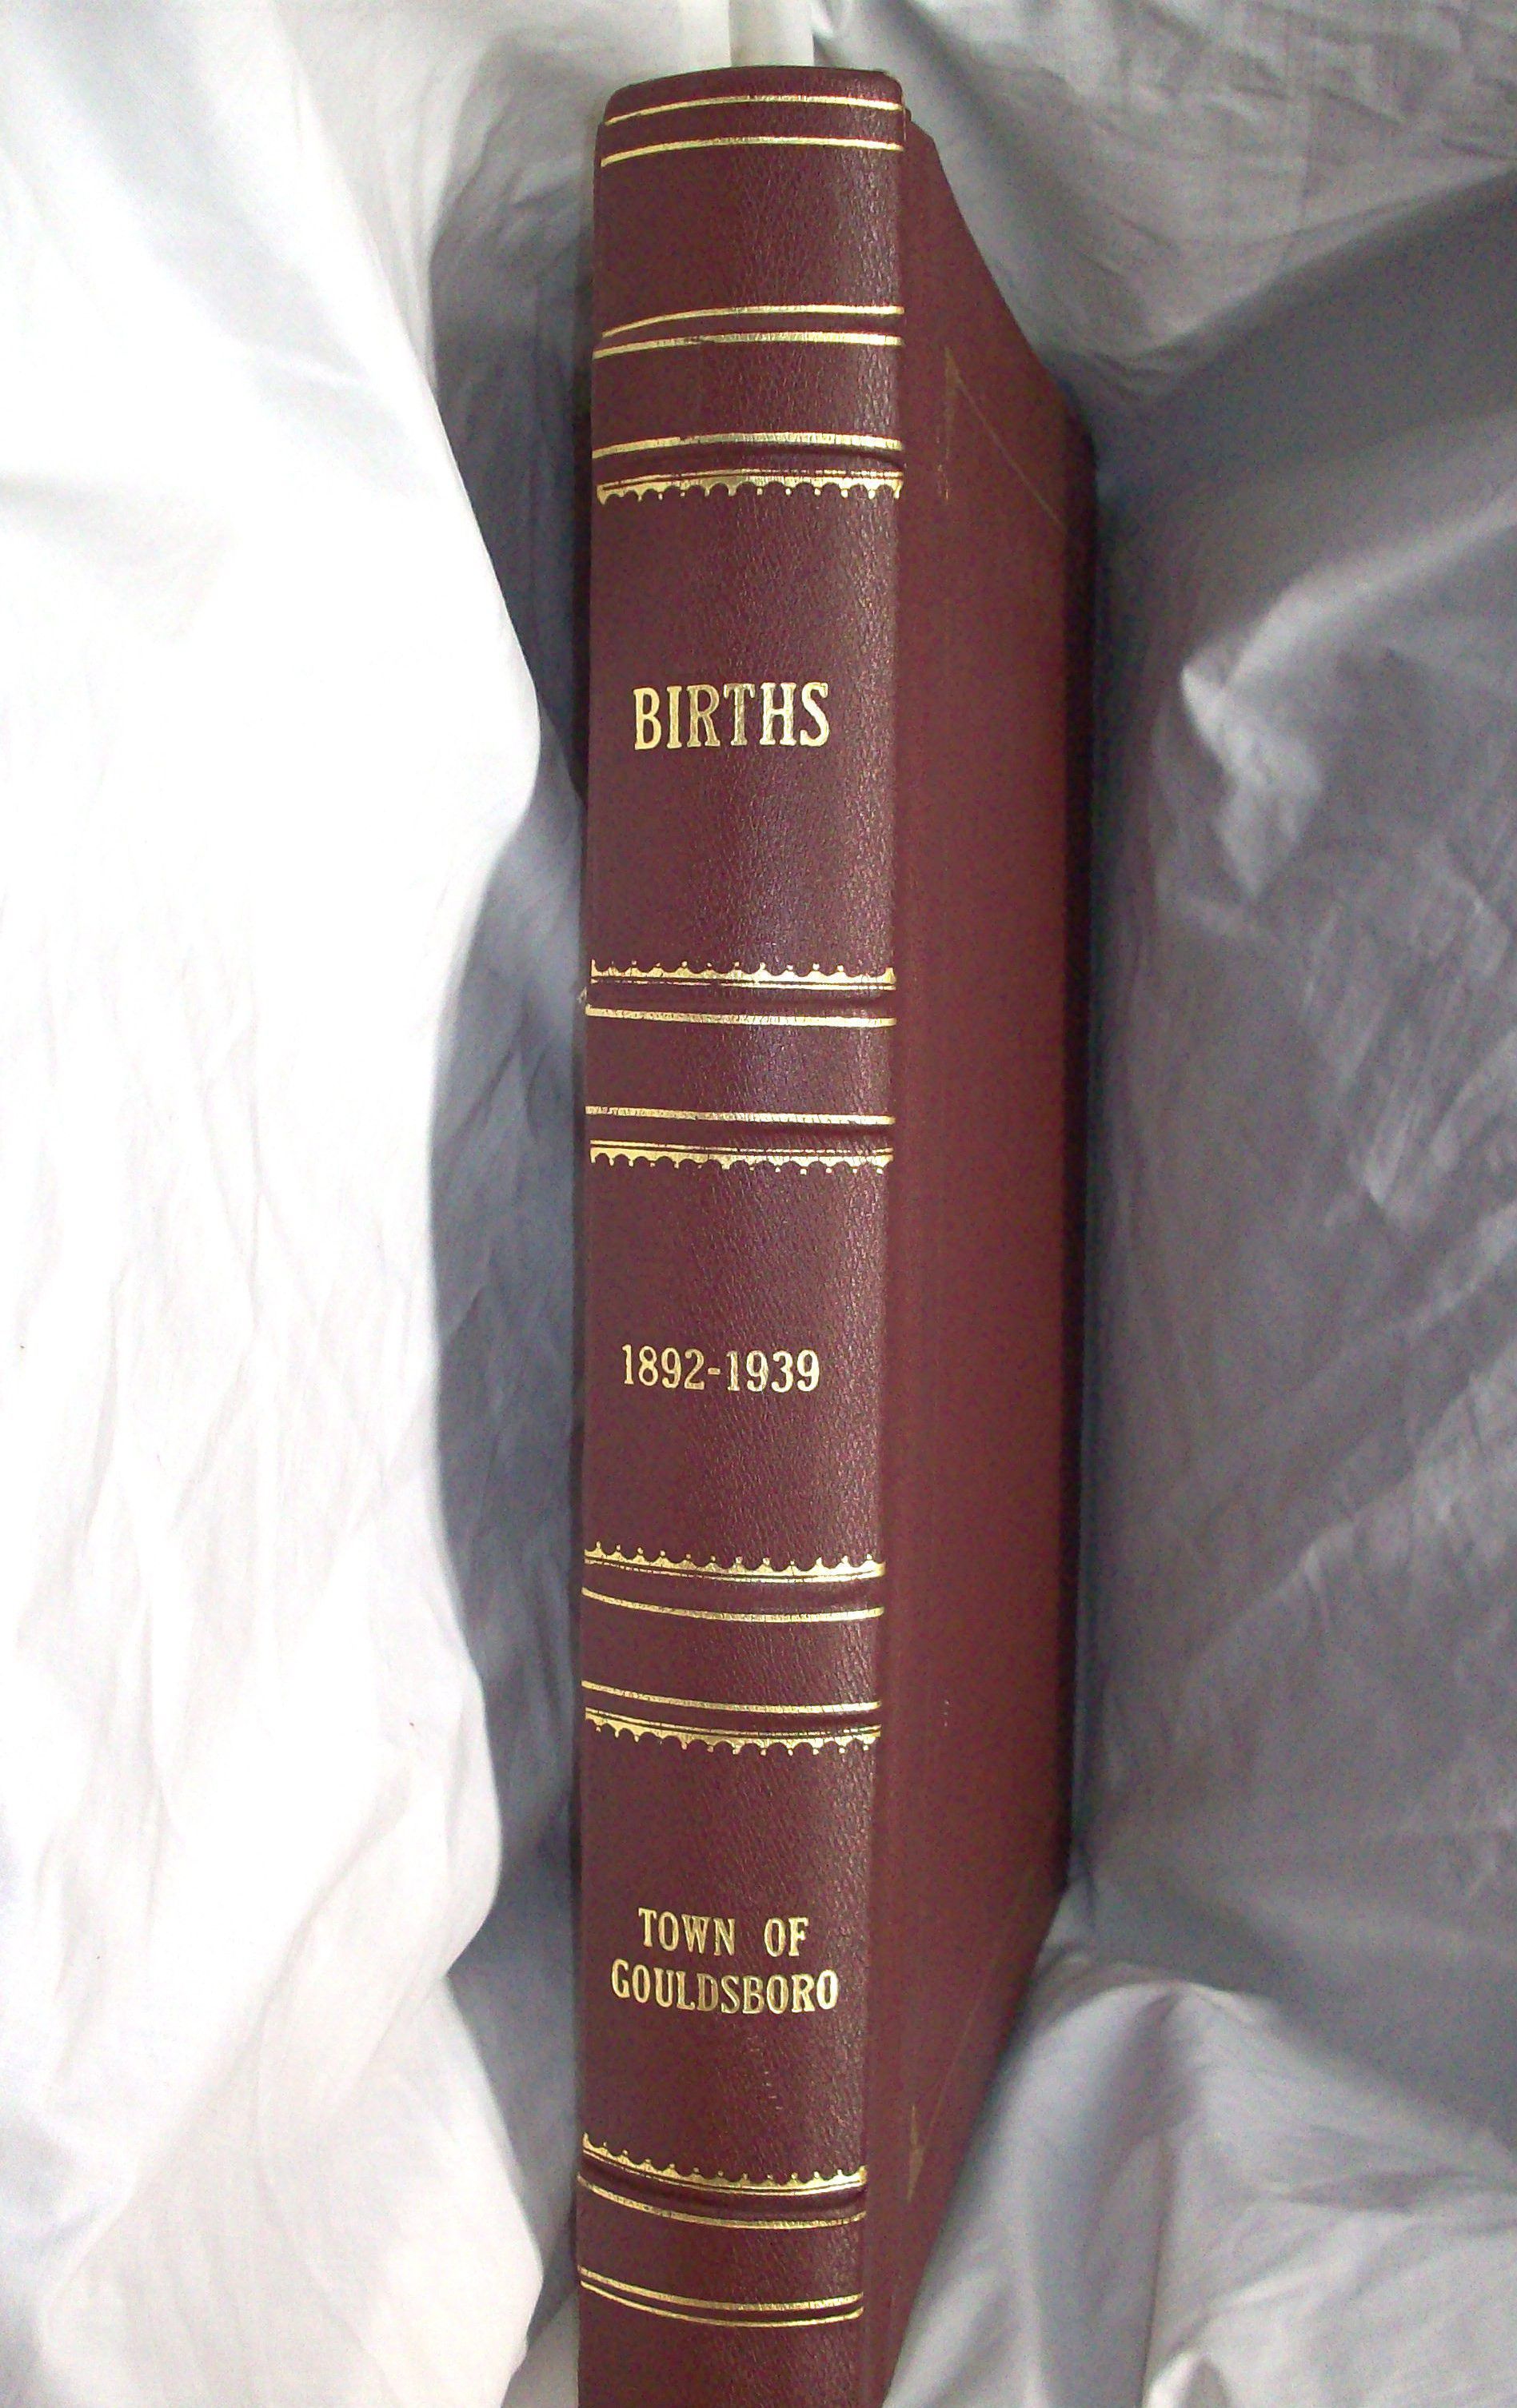 BIRTHS
1892-1939
TOWN OF
GOULDSBORO